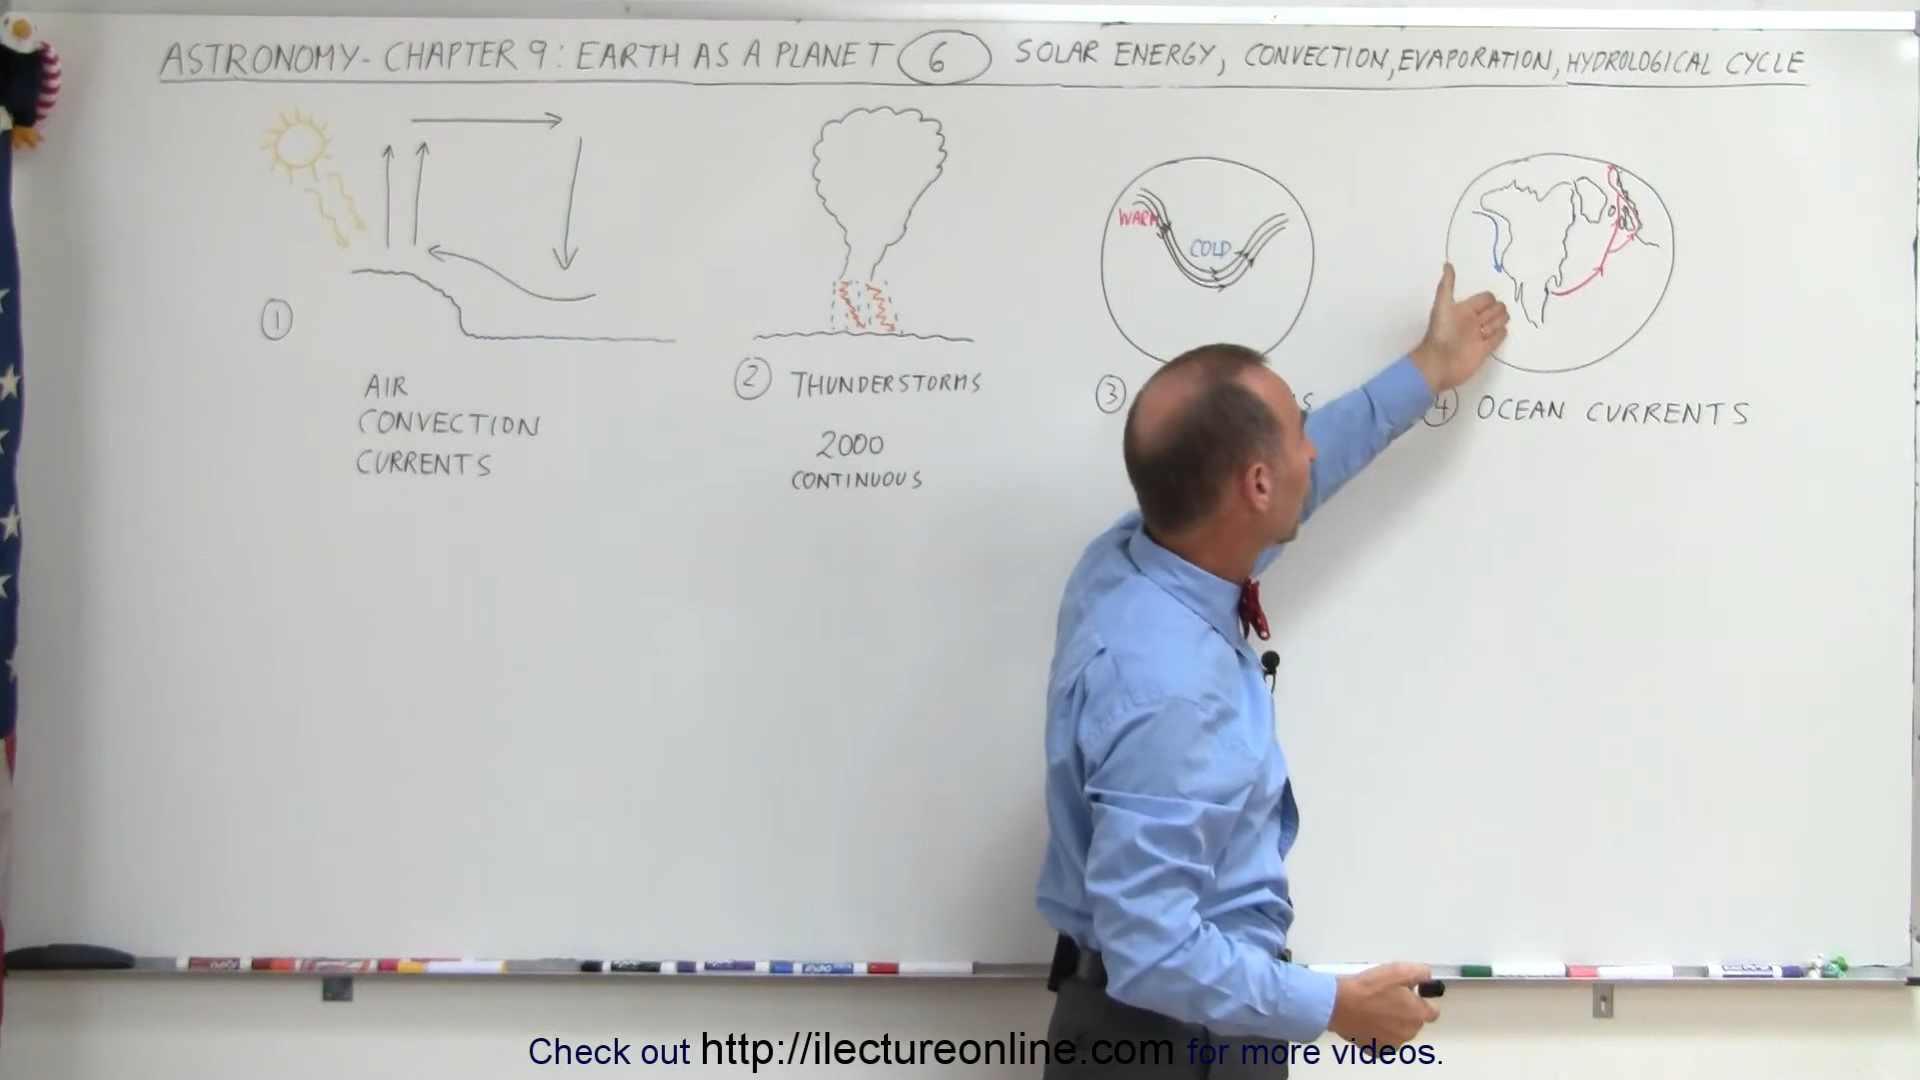 ASTRONOMY - CHAPTER 9: EARTH AS A PLANET 6 SOLAR ENERGY, CONVECTION, EVAPORATION, HYDROLOGICAL CYCLE
1
AIR
CONVECTION
CURRENTS
2 THUNDERSTORMS
2000
CONTINUOUS
WARM
COLD
3
4 OCEAN CURRENTS
Check out http://ilectureonline.com for more videos.